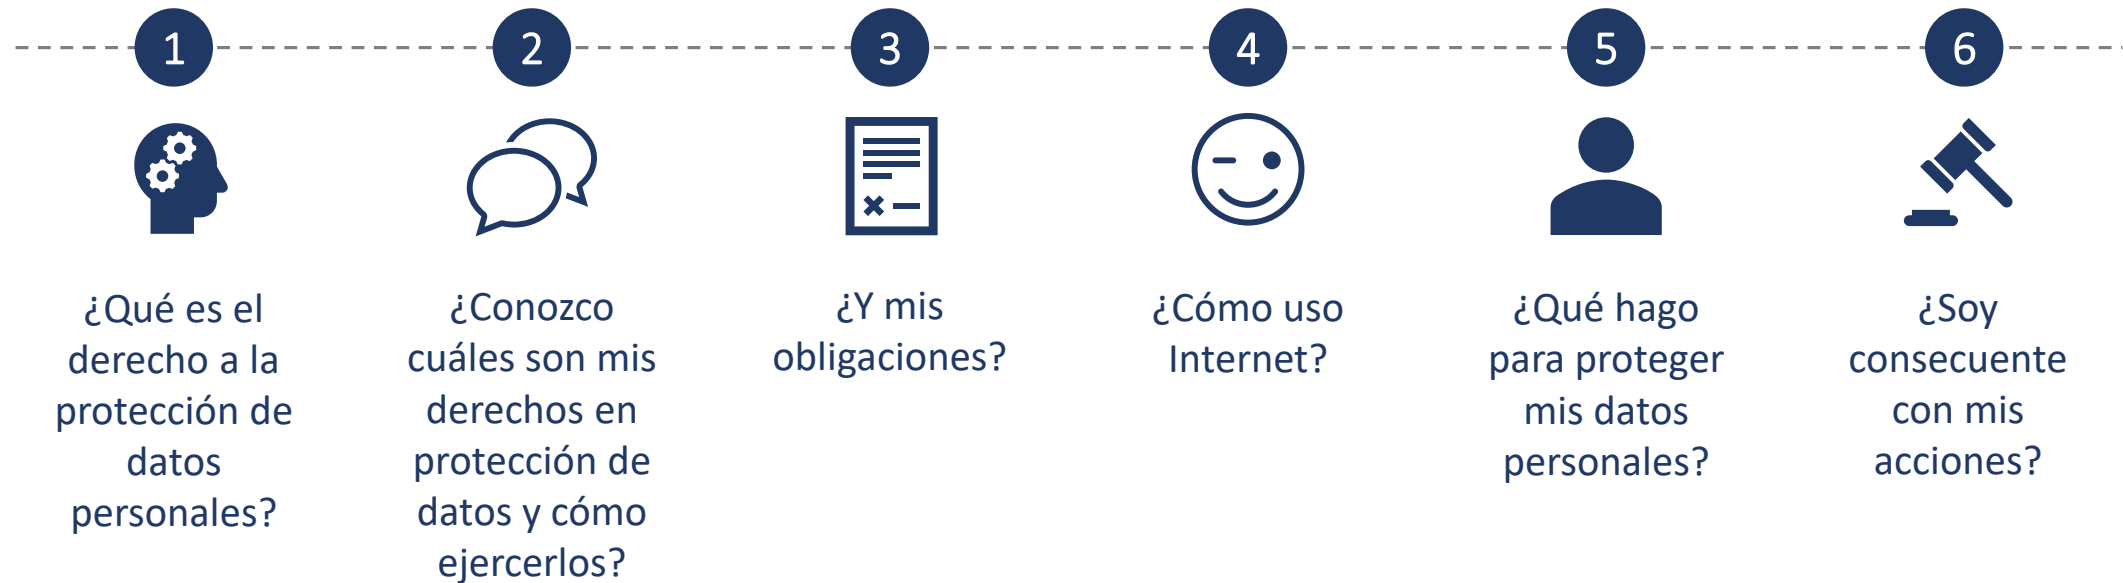 1
¿Qué es el
derecho a la
protección de
datos
personales?
2
¿Conozco
cuáles son mis
derechos en
protección de
datos y cómo
ejercerlos?
3
¿Y mis
obligaciones?
4
¿Cómo uso
Internet?
5
¿Qué hago
para proteger
mis datos
personales?
6
¿Soy
consecuente
con mis
acciones?